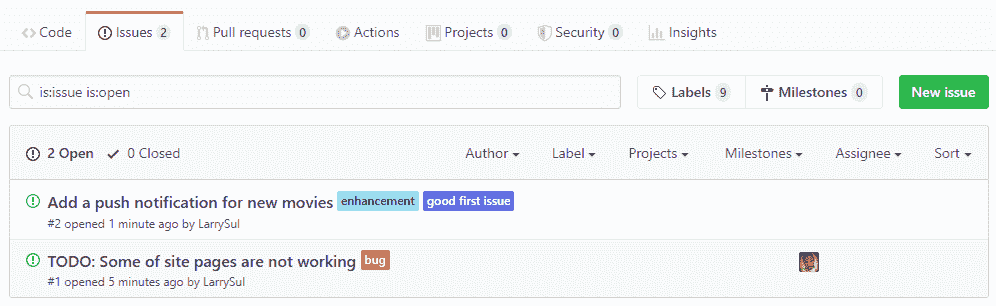 Code Issues 2 Pull requests 0 Actions Projects 0 Security 0 Insights
is:issue is:open Labels 9 Milestones 0 New issue
2 Open 0 Closed Author Label Projects Milestones Assignee Sort
Add a push notification for new movies enhancement good first issue
#2 opened 1 minute ago by LarrySul
TODO: Some of site pages are not working bug
#1 opened 5 minutes ago by LarrySul